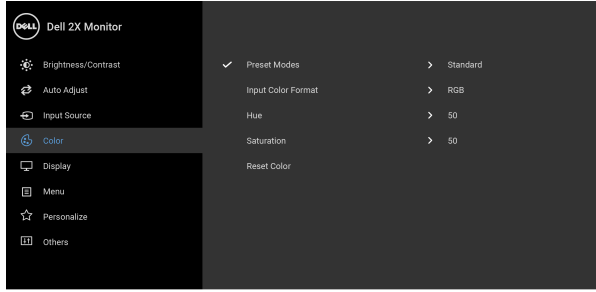 DELL Dell 2X Monitor
Brightness/Contrast Preset Modes Standard
Auto Adjust Input Color Format RGB
Input Source Hue 50
Color Saturation 50
Display Reset Color
Menu
Personalize
Others